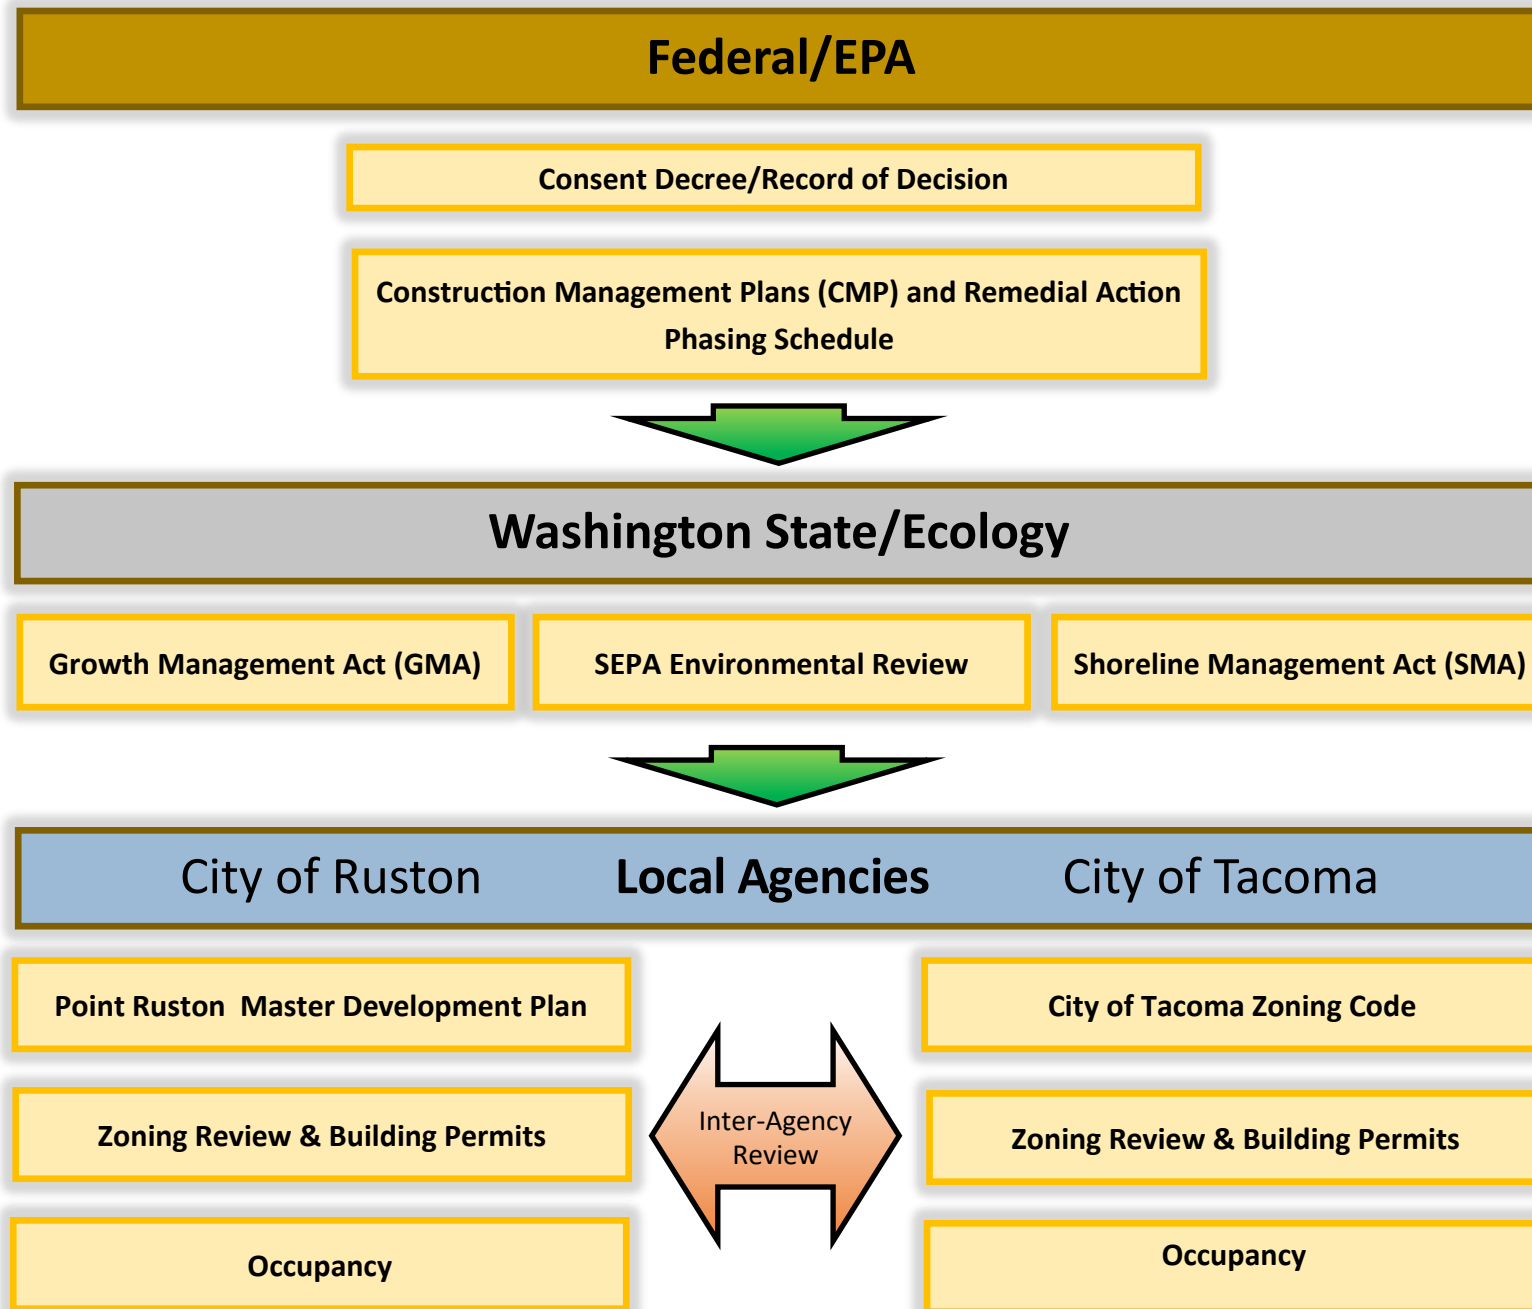 Federal/EPA
Consent Decree/Record of Decision
Construction Management Plans (CMP) and Remedial Action
Phasing Schedule
Washington State/Ecology
Growth Management Act (GMA)
SEPA Environmental Review
Shoreline Management Act (SMA)
City of Ruston Local Agencies City of Tacoma
Point Ruston  Master Development Plan
City of Tacoma Zoning Code
Inter-Agency
Review
Zoning Review & Building Permits
Zoning Review & Building Permits
Occupancy
Occupancy